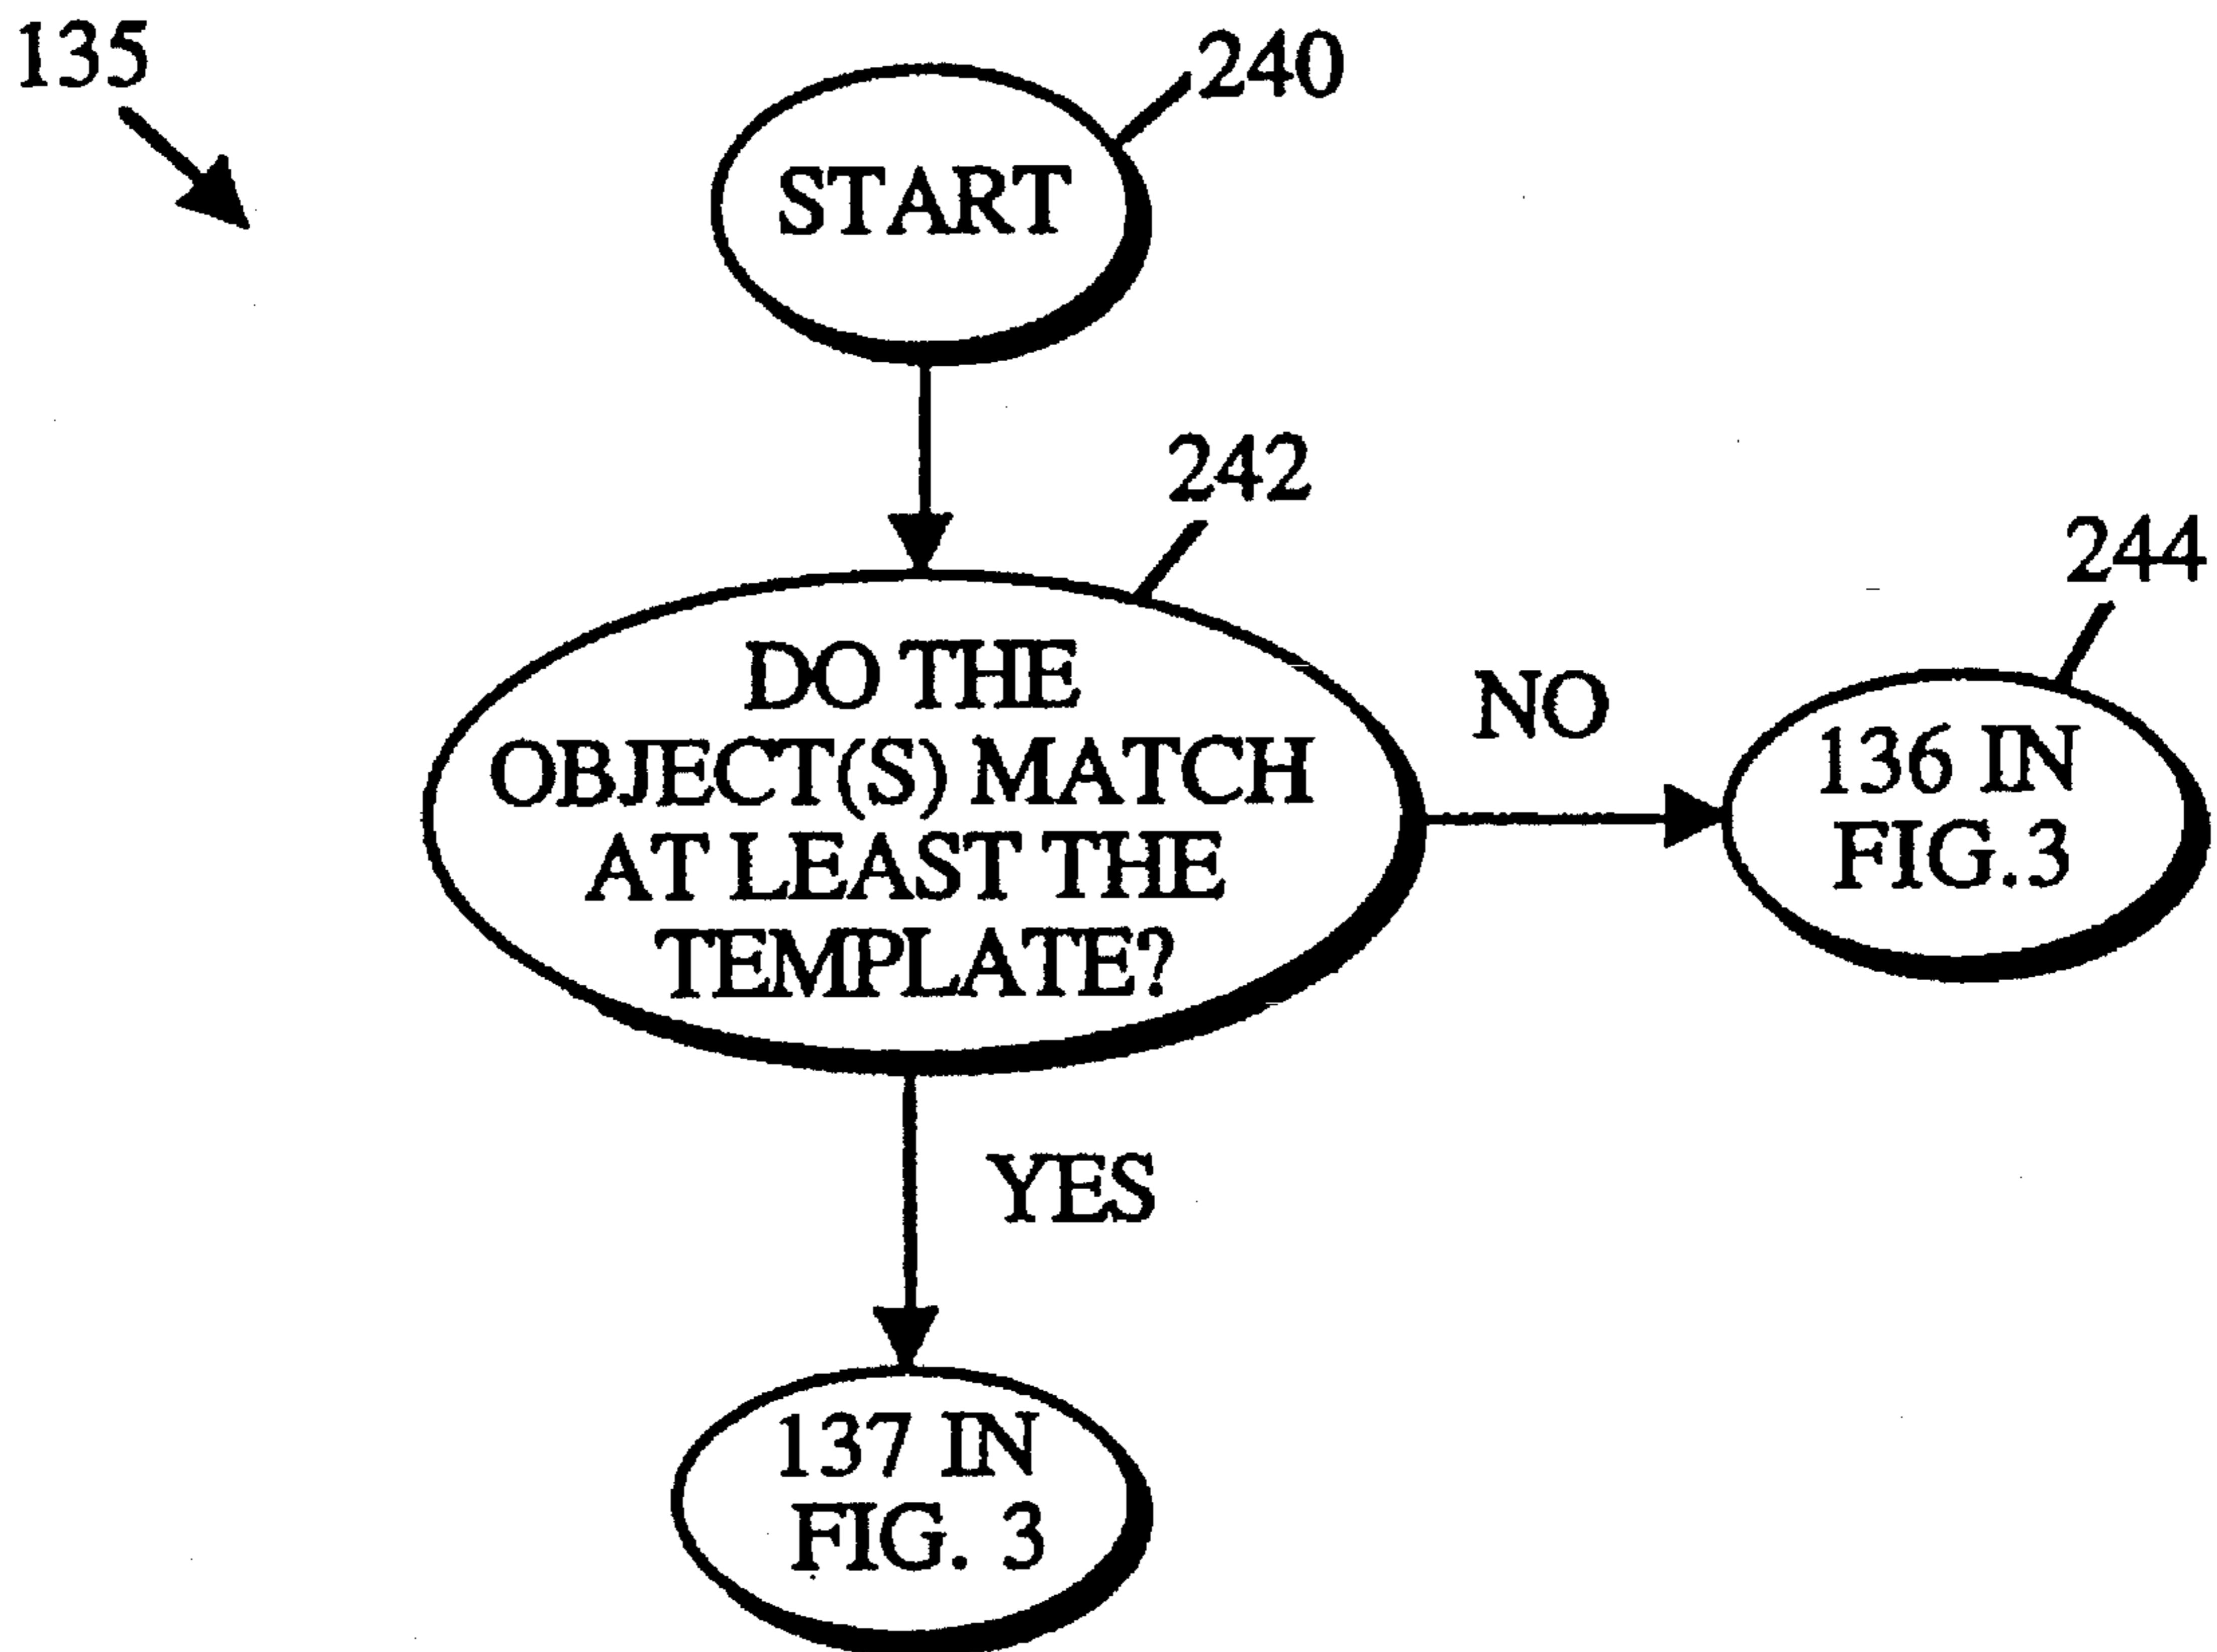 135
240
START
242
244
DO THE
OBJECT(S) MATCH
AT LEAST THE
TEMPLATE?
NO
136 IN
FIG.3
YES
137 IN
FIG. 3